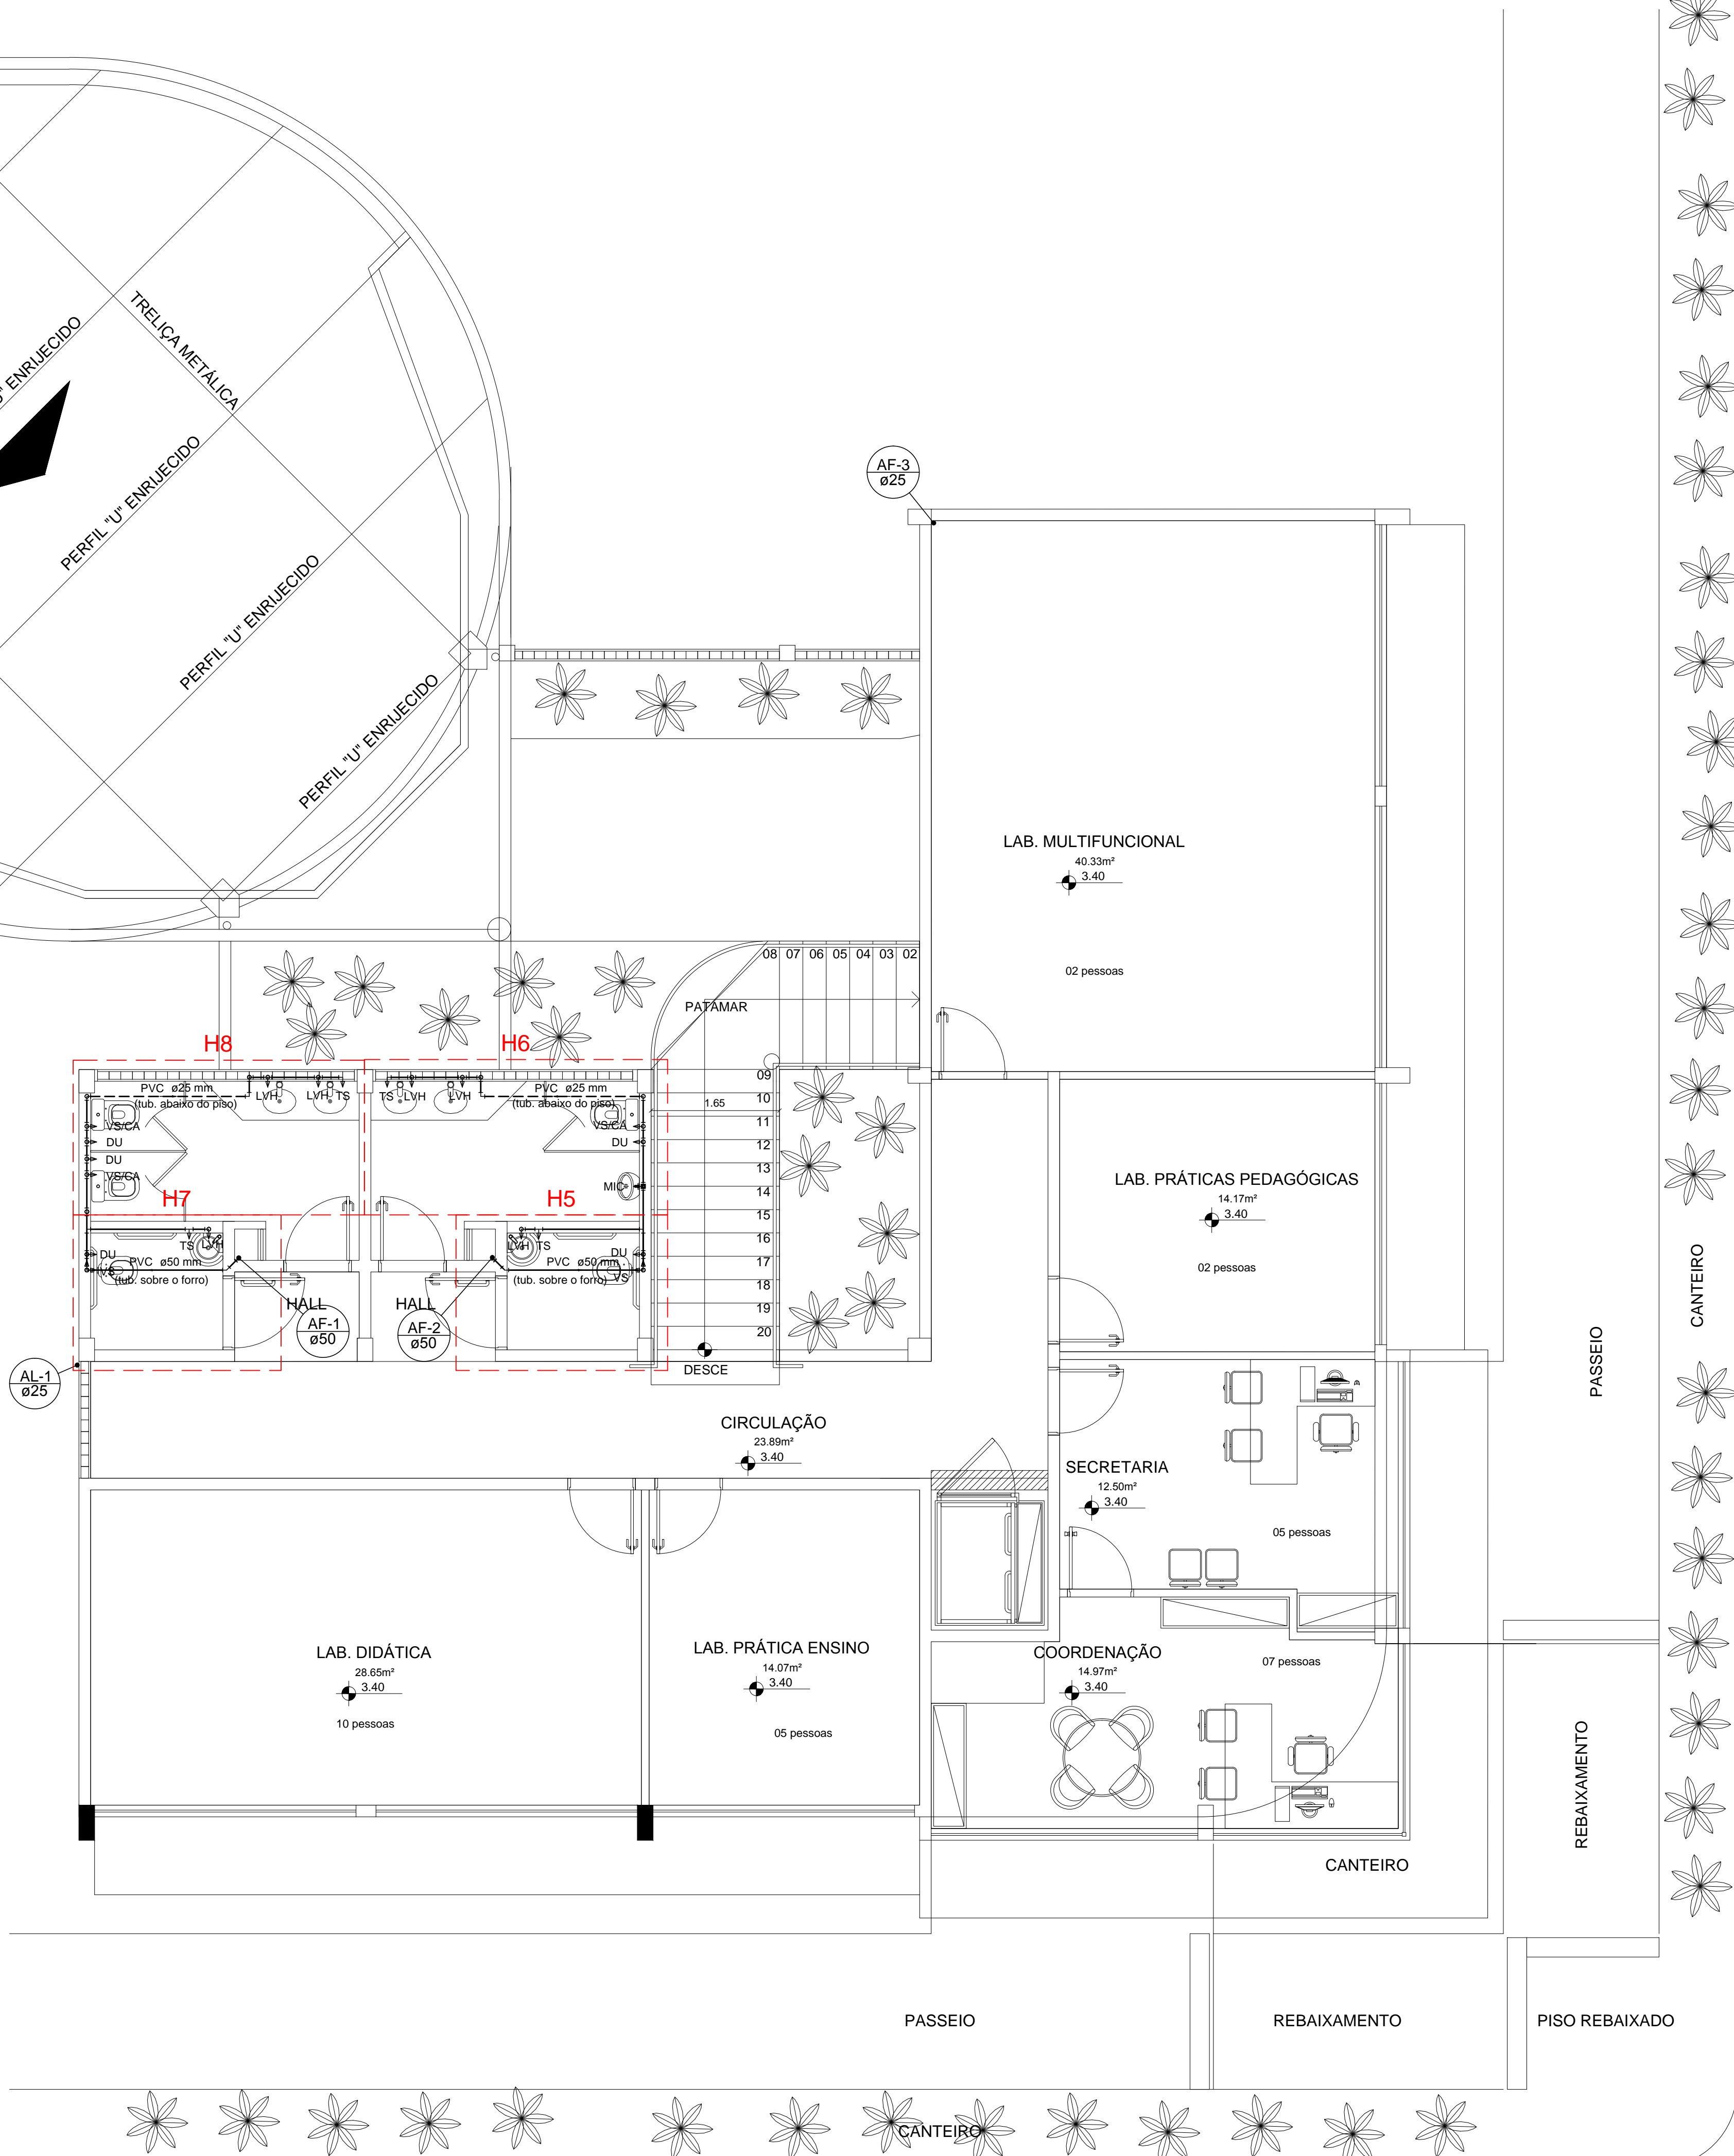 " ENRIJECIDO
TRELIÇA METÁLICA
PERFIL "U" ENRIJECIDO
PERFIL "U" ENRIJECIDO
PERFIL "U" ENRIJECIDO
AF-3
ø25
LAB. MULTIFUNCIONAL
40.33m²
3.40
02 pessoas
08 07 06 05 04 03 02
PATAMAR
H8
H6
PVC ø25 mm
(tub. abaixo do piso)
LVH
LVH TS
TS LVH
LVH
PVC ø25 mm
(tub. abaixo do piso)
VS/CA
DU
DU
VS/CA
VS/CA
DU
MIC
H7
H5
TS LVH
DU
PVC ø50 mm
VS
(tub. sobre o forro)
LVH TS
DU
PVC ø50 mm
(tub. sobre o forro)
VS
HALL
HALL
AF-1
ø50
AF-2
ø50
AL-1
ø25
09
10
1.65
11
12
13
14
15
16
17
18
19
20
DESCE
LAB. PRÁTICAS PEDAGÓGICAS
14.17m²
3.40
02 pessoas
CANTEIRO
PASSEIO
CIRCULAÇÃO
23.89m²
3.40
SECRETARIA
12.50m²
3.40
05 pessoas
LAB. DIDÁTICA
28.65m²
3.40
10 pessoas
LAB. PRÁTICA ENSINO
14.07m²
3.40
05 pessoas
COORDENAÇÃO
14.97m²
3.40
07 pessoas
REBAIXAMENTO
CANTEIRO
PASSEIO
REBAIXAMENTO
PISO REBAIXADO
CANTEIRO